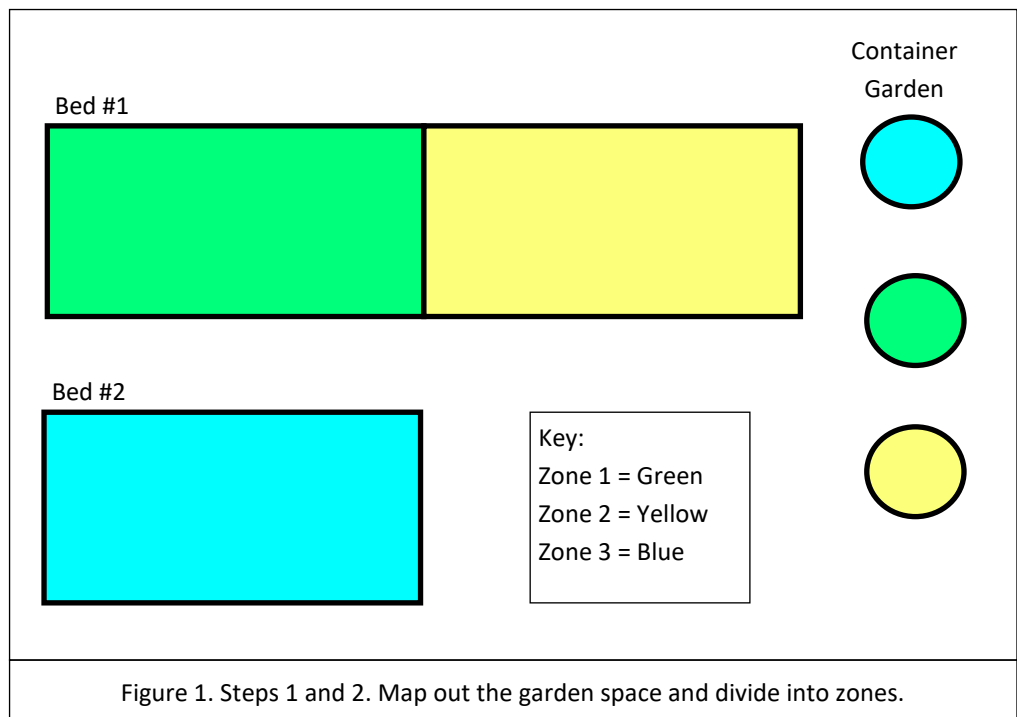 Container
Garden
Bed #1
Bed #2
Key:
Zone 1 = Green
Zone 2 = Yellow
Zone 3 = Blue
Figure 1. Steps 1 and 2. Map out the garden space and divide into zones.